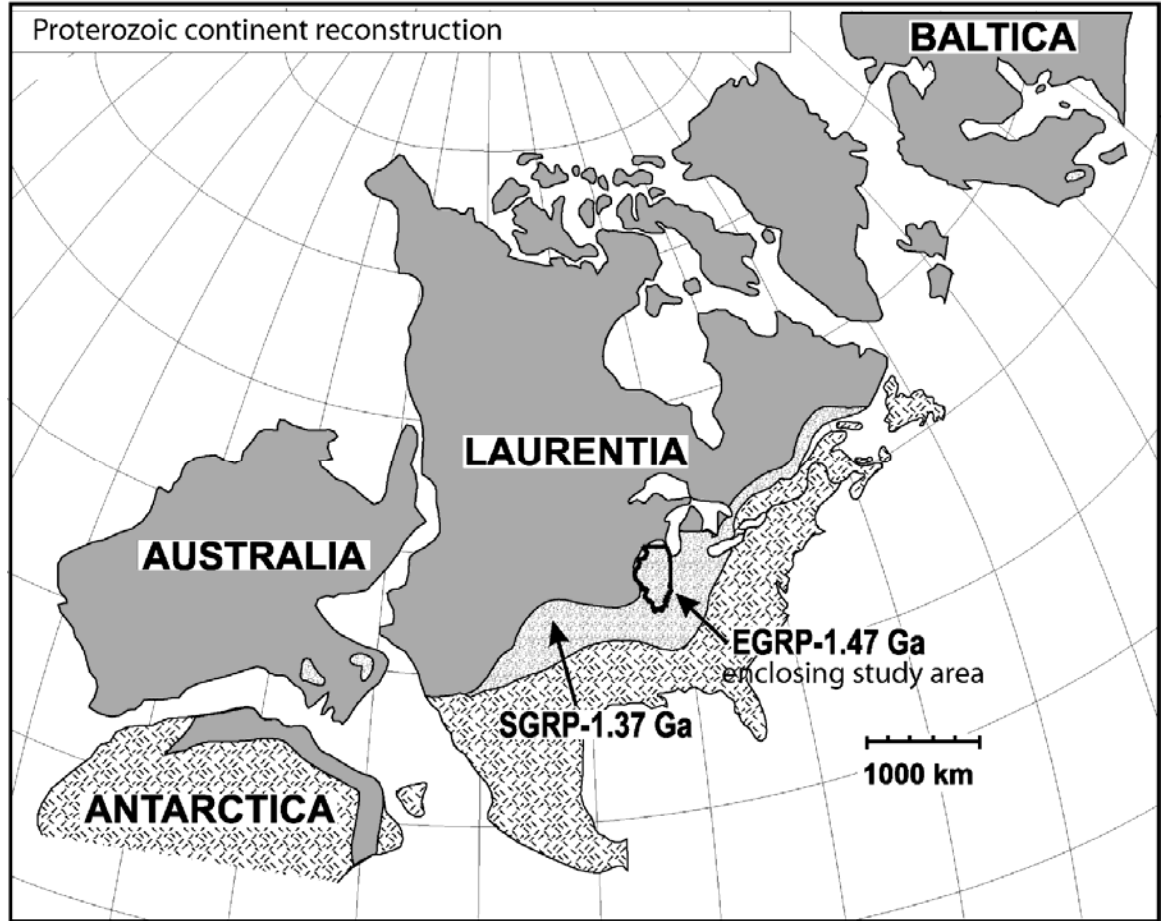 Proterozoic continent reconstruction
BALTICA
LAURENTIA
AUSTRALIA
EGRP-1.47 Ga
enclosing study area
SGRP-1.37 Ga
1000 km
ANTARCTICA